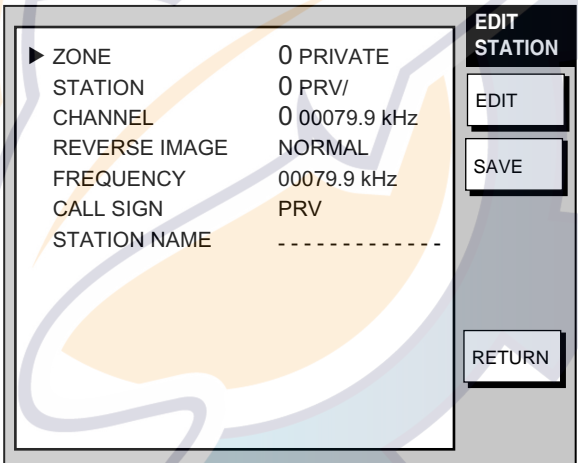 EDIT
STATION
▶ ZONE 0 PRIVATE
STATION 0 PRV/
CHANNEL 0 00079.9 kHz
REVERSE IMAGE NORMAL
FREQUENCY 00079.9 kHz
CALL SIGN PRV
STATION NAME - - - - - - - - - - - - -
EDIT
SAVE
RETURN